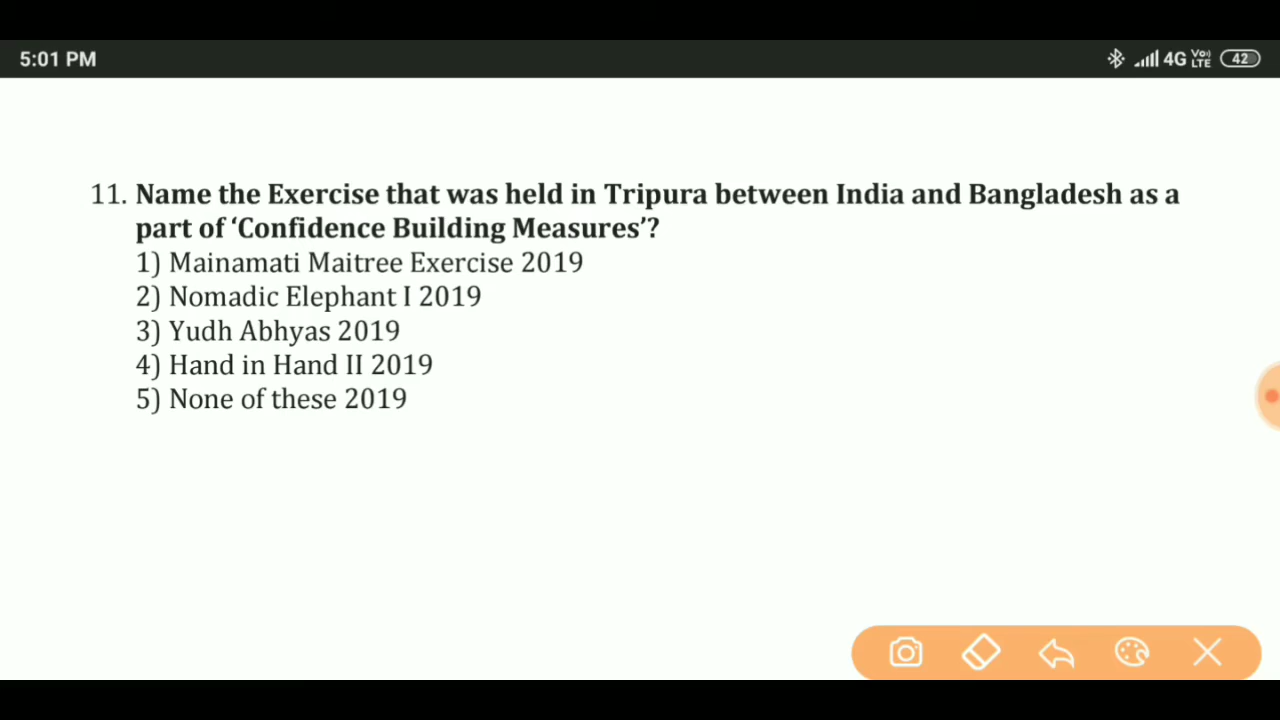 5:01 PM
4G Vo) LTE 42
11. Name the Exercise that was held in Tripura between India and Bangladesh as a
part of ‘Confidence Building Measures’?
1) Mainamati Maitree Exercise 2019
2) Nomadic Elephant I 2019
3) Yudh Abhyas 2019
4) Hand in Hand II 2019
5) None of these 2019